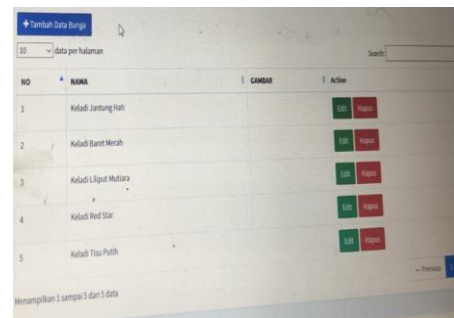 +Tambah Data Bunga
10 data per halaman
Search:
NO NAMA GAMBAR Action
1 Keladi Jantung Hati Edit Hapus
2 Keladi Baret Merah Edit Hapus
3 Keladi Liliput Mutiara Edit Hapus
4 Keladi Red Star Edit Hapus
5 Keladi Tisu Putih Edit Hapus
Menampilkan 1 sampai 5 dari 5 data
← Previous